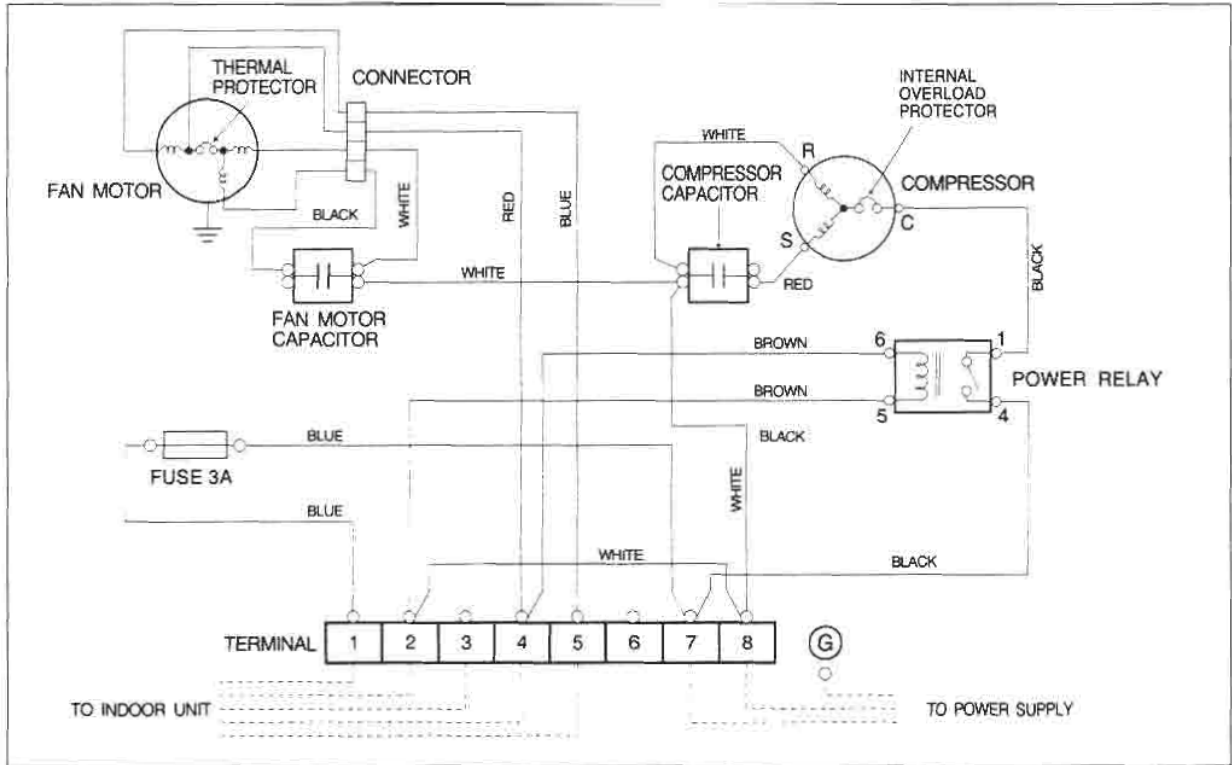 THERMAL
PROTECTOR
CONNECTOR
FAN MOTOR
BLACK
WHITE
RED
BLUE
FAN MOTOR
CAPACITOR
WHITE
INTERNAL
OVERLOAD
PROTECTOR
WHITE
R
COMPRESSOR
CAPACITOR
COMPRESSOR
S
C
RED
BLACK
BROWN
6
1
POWER RELAY
BROWN
5
4
BLACK
BLUE
FUSE 3A
WHITE
BLUE
WHITE
BLACK
TERMINAL
1 2 3 4 5 6 7 8
G
TO INDOOR UNIT
TO POWER SUPPLY